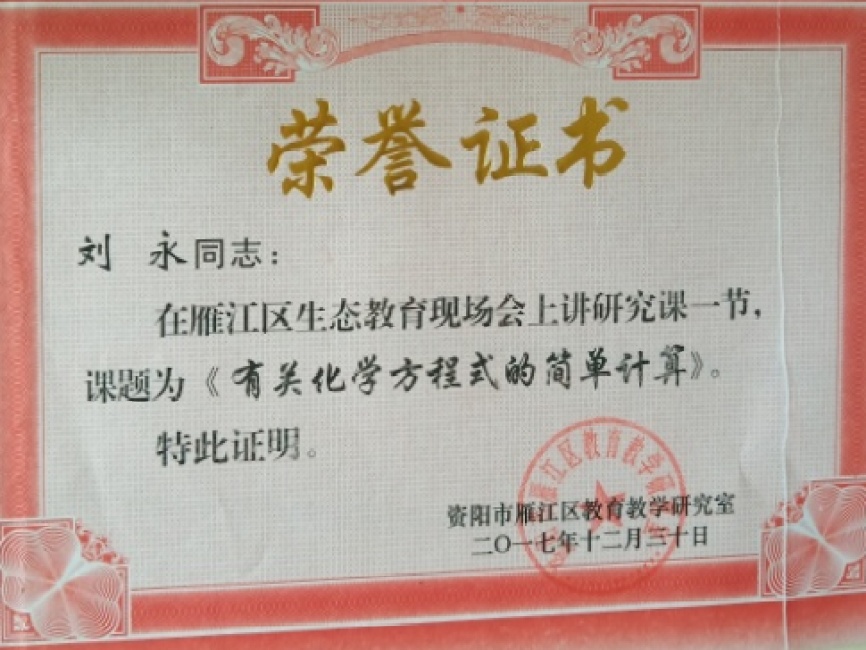 荣誉证书
刘 永同志：
在雁江区生态教育现场会上讲研究课一节，
课题为《有关化学方程式的简单计算》。
特此证明。
资阳市雁江区教育教学研究室
二〇一七年十二月三十日